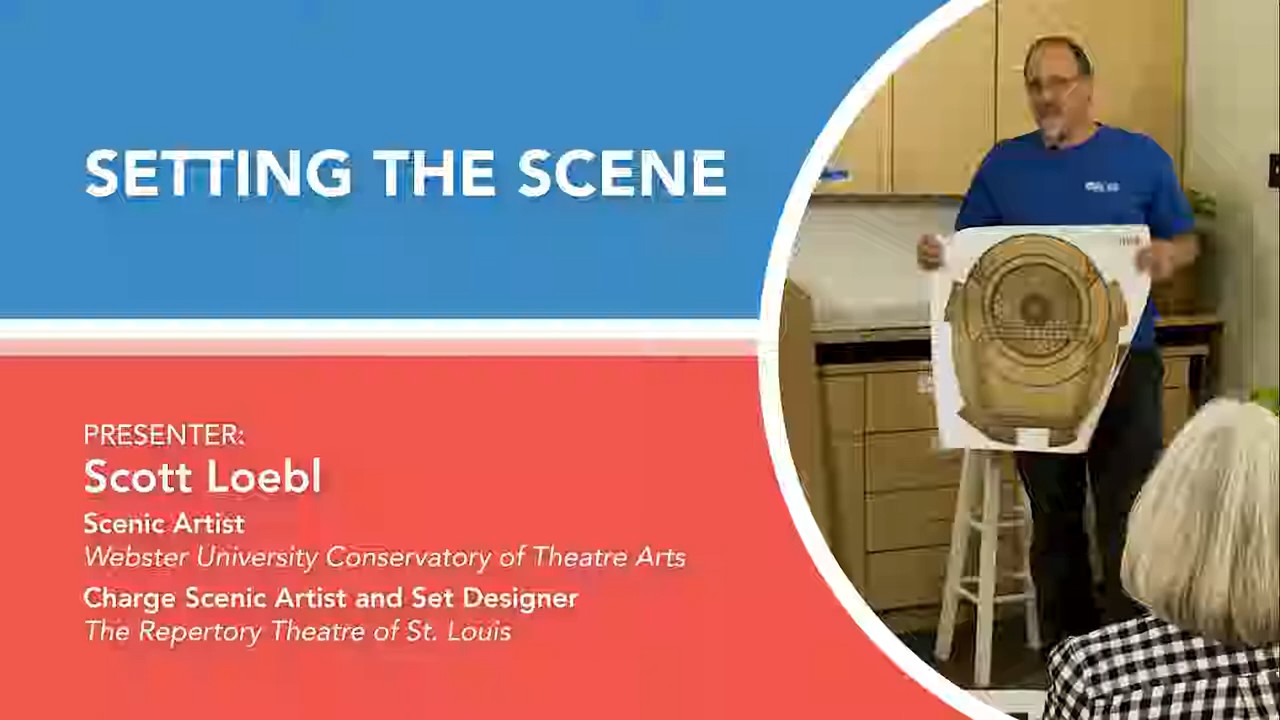 SETTING THE SCENE
PRESENTER:
Scott Loebl
Scenic Artist
Webster University Conservatory of Theatre Arts
Charge Scenic Artist and Set Designer
The Repertory Theatre of St. Louis